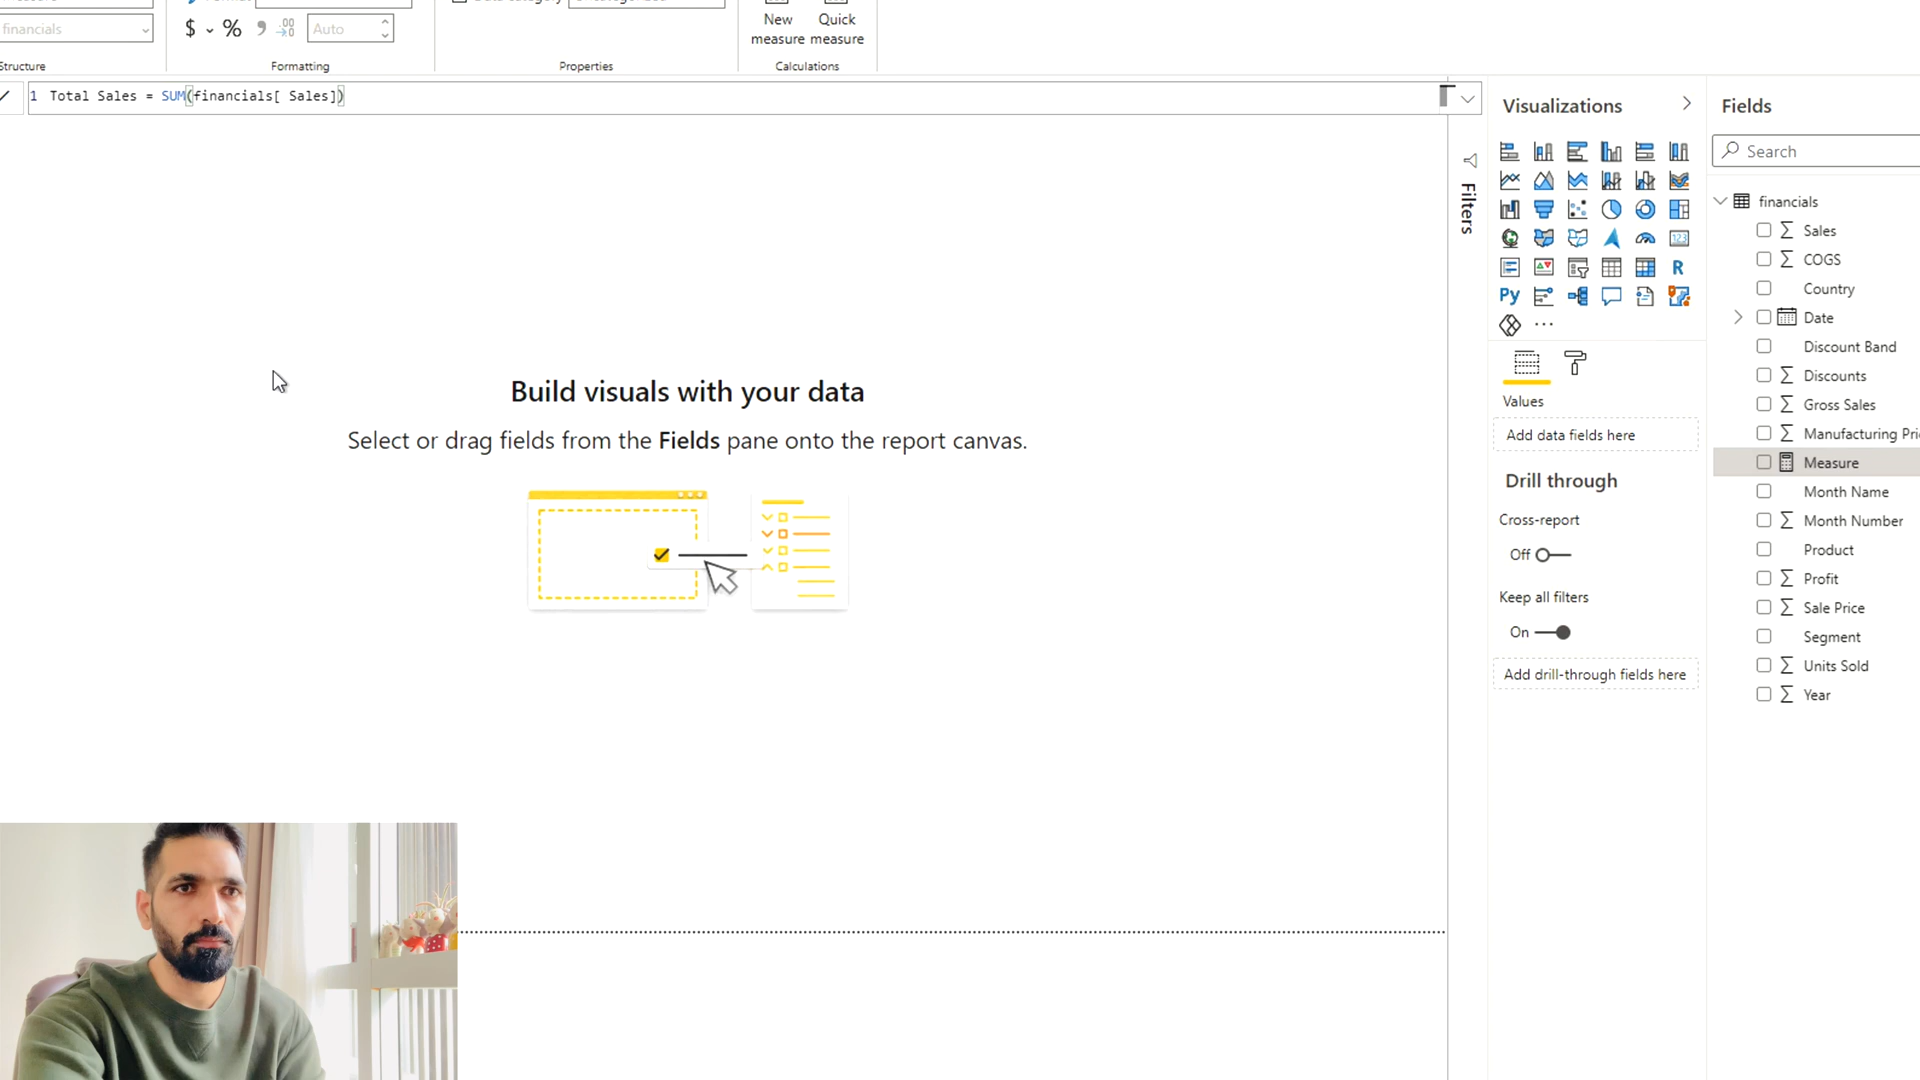 financials
$ %
Auto
New measure
Quick measure
Structure
Formatting
Properties
Calculations
1 Total Sales = SUM(financials[ Sales])
Visualizations
Fields
Search
Filters
financials
Sales
COGS
Country
Date
Discount Band
Discounts
Gross Sales
Manufacturing Pri
Measure
Month Name
Month Number
Product
Profit
Sale Price
Segment
Units Sold
Year
123
R
Py
Values
Add data fields here
Drill through
Cross-report
Off
Keep all filters
On
Add drill-through fields here
Build visuals with your data
Select or drag fields from the Fields pane onto the report canvas.